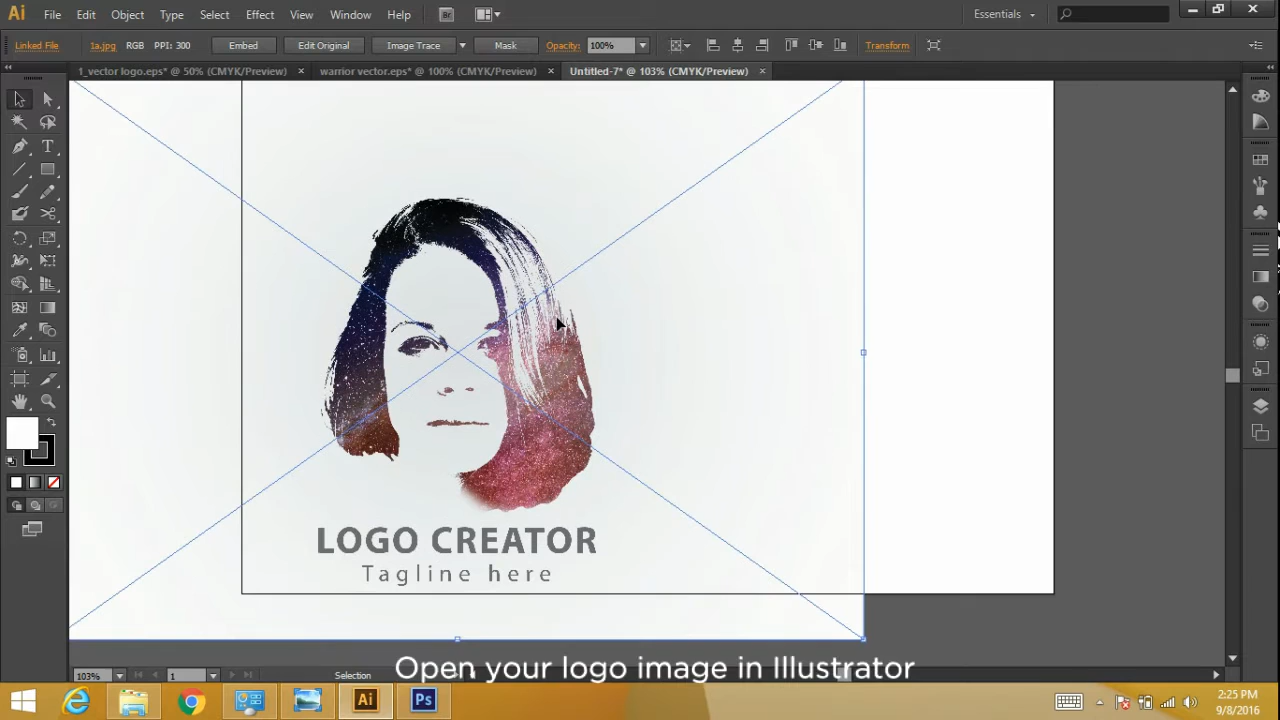 Ai File Edit Object Type Select Effect View Window Help Br Essentials
Linked File 1a.jpg RGB PPI: 300 Embed Edit Original Image Trace Mask Opacity: 100% Transform
1_vector logo.eps* @ 50% (CMYK/Preview) × warrior vector.eps* @ 100% (CMYK/Preview) × Untitled-7* @ 103% (CMYK/Preview) ×
LOGO CREATOR
Tagline here
Open your logo image in Illustrator
103% 1 Selection
Ai Ps 2:25 PM
9/8/2016